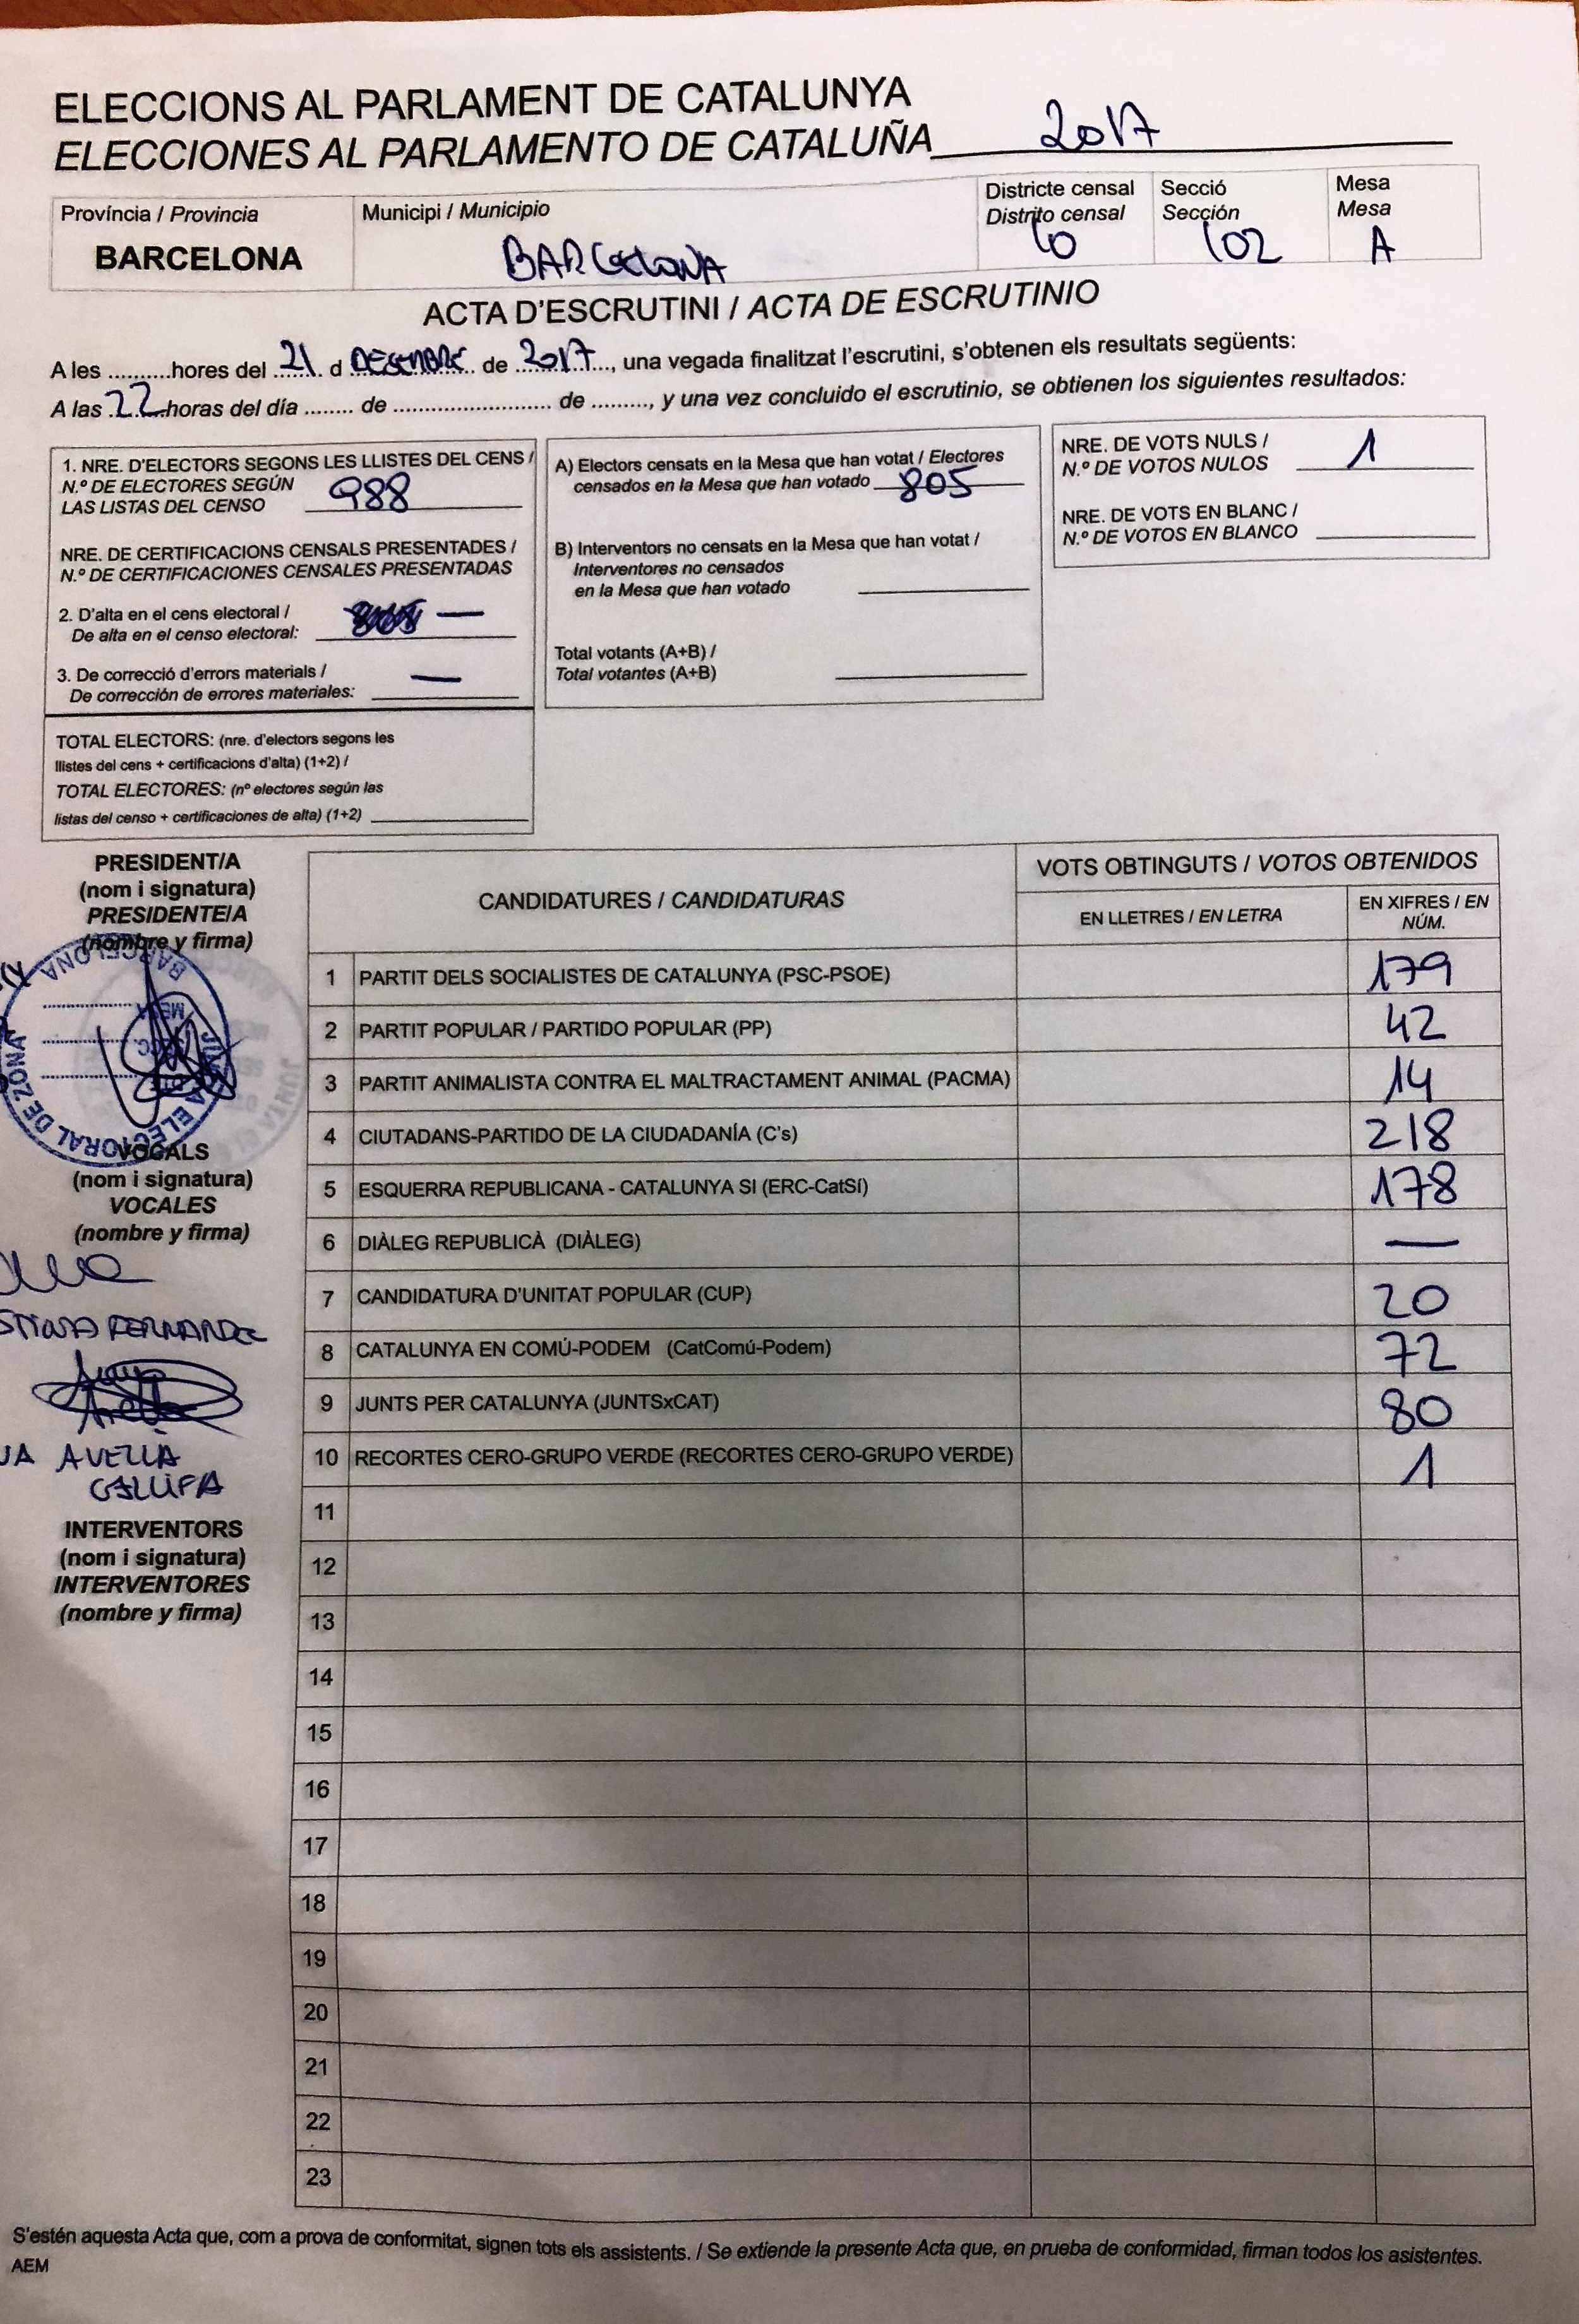 ELECCIONS AL PARLAMENT DE CATALUNYA
ELECCIONES AL PARLAMENTO DE CATALUÑA 2017
Província / Provincia
BARCELONA
Municipi / Municipio
BARCELONA
Districte censal
Distrito censal
10
Secció
Sección
102
Mesa
Mesa
A
ACTA D'ESCRUTINI / ACTA DE ESCRUTINIO
A les ..........hores del ..21.. d ..DESEMBRE.. de ..2017.., una vegada finalitzat l'escrutini, s'obtenen els resultats següents:
A las .22.horas del día ........ de ........................ de ........., y una vez concluido el escrutinio, se obtienen los siguientes resultados:
1. NRE. D'ELECTORS SEGONS LES LLISTES DEL CENS /
N.º DE ELECTORES SEGÚN
LAS LISTAS DEL CENSO 988
NRE. DE CERTIFICACIONS CENSALS PRESENTADES /
N.º DE CERTIFICACIONES CENSALES PRESENTADAS
2. D'alta en el cens electoral /
De alta en el censo electoral: —
3. De correcció d'errors materials /
De corrección de errores materiales: —
TOTAL ELECTORS: (nre. d'electors segons les
llistes del cens + certificacions d'alta) (1+2) /
TOTAL ELECTORES: (nº electores según las
listas del censo + certificaciones de alta) (1+2)
A) Electors censats en la Mesa que han votat / Electores
censados en la Mesa que han votado 805
B) Interventors no censats en la Mesa que han votat /
Interventores no censados
en la Mesa que han votado
Total votants (A+B) /
Total votantes (A+B)
NRE. DE VOTS NULS /
N.º DE VOTOS NULOS 1
NRE. DE VOTS EN BLANC /
N.º DE VOTOS EN BLANCO
PRESIDENT/A
(nom i signatura)
PRESIDENTE/A
(nombre y firma)
DE ZONA
VOCALS
(nom i signatura)
VOCALES
(nombre y firma)
INTERVENTORS
(nom i signatura)
INTERVENTORES
(nombre y firma)
AVELLA
CANDIDATURES / CANDIDATURAS
VOTS OBTINGUTS / VOTOS OBTENIDOS
EN LLETRES / EN LETRA
EN XIFRES / EN
NÚM.
1 PARTIT DELS SOCIALISTES DE CATALUNYA (PSC-PSOE) 179
2 PARTIT POPULAR / PARTIDO POPULAR (PP) 42
3 PARTIT ANIMALISTA CONTRA EL MALTRACTAMENT ANIMAL (PACMA) 14
4 CIUTADANS-PARTIDO DE LA CIUDADANÍA (C's) 218
5 ESQUERRA REPUBLICANA - CATALUNYA SI (ERC-CatSí) 178
6 DIÀLEG REPUBLICÀ (DIÀLEG) —
7 CANDIDATURA D'UNITAT POPULAR (CUP) 20
8 CATALUNYA EN COMÚ-PODEM (CatComú-Podem) 72
9 JUNTS PER CATALUNYA (JUNTSxCAT) 80
10 RECORTES CERO-GRUPO VERDE (RECORTES CERO-GRUPO VERDE) 1
11
12
13
14
15
16
17
18
19
20
21
22
23
S'estén aquesta Acta que, com a prova de conformitat, signen tots els assistents. / Se extiende la presente Acta que, en prueba de conformidad, firman todos los asistentes.
AEM